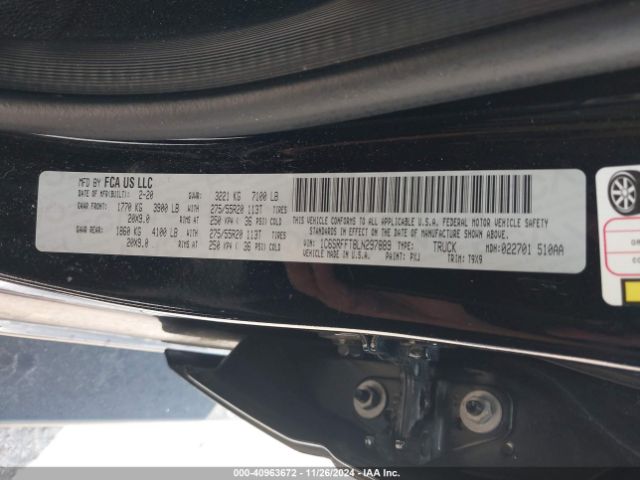 MFD BY FCA US LLC
DATE OF MFR(BUILT): 2-20 GVWR: 3221 KG 7100 LB
GAWR FRONT: 1770 KG 3900 LB WITH 275/55R20 113T TIRES
20X9.0 RIMS AT 250 KPA( 36 PSI) COLD
GAWR REAR: 1860 KG 4100 LB WITH 275/55R20 113T TIRES
20X9.0 RIMS AT 250 KPA( 36 PSI) COLD
THIS VEHICLE CONFORMS TO ALL APPLICABLE U.S.A. FEDERAL MOTOR VEHICLE SAFETY
STANDARDS IN EFFECT ON THE DATE OF MANUFACTURE SHOWN ABOVE.
VIN: 1C6SRFFT8LN297889 TYPE: TRUCK MDH:022701 510AA
VEHICLE MADE IN U.S.A. PAINT: PXJ TRIM: T9X9
000-40963672 - 11/26/2024 - IAA Inc.